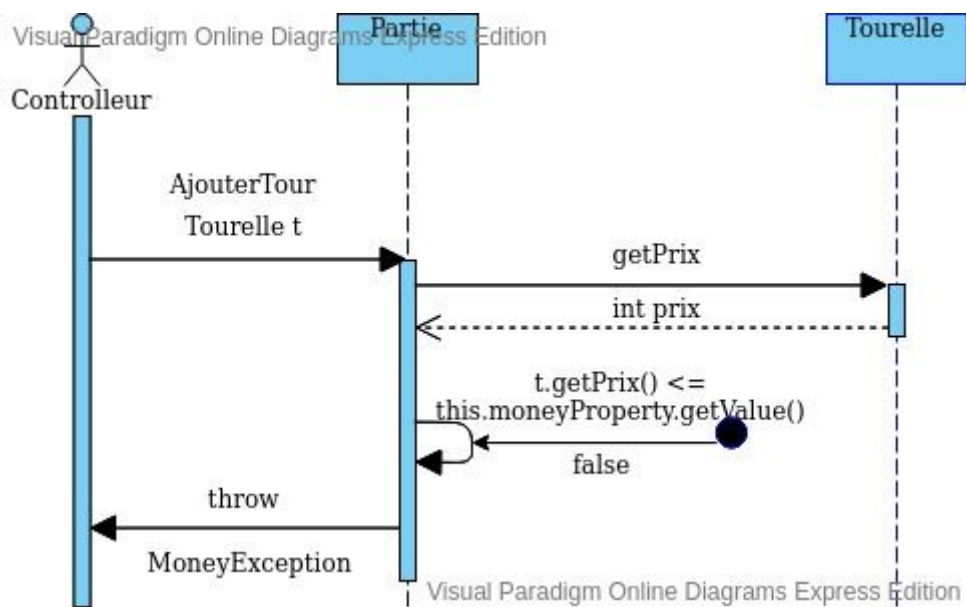 Visual Paradigm Online Diagrams Express Edition
Partie
Tourelle
Controlleur
AjouterTour
Tourelle t
getPrix
int prix
t.getPrix() <=
this.moneyProperty.getValue()
false
throw
MoneyException
Visual Paradigm Online Diagrams Express Edition